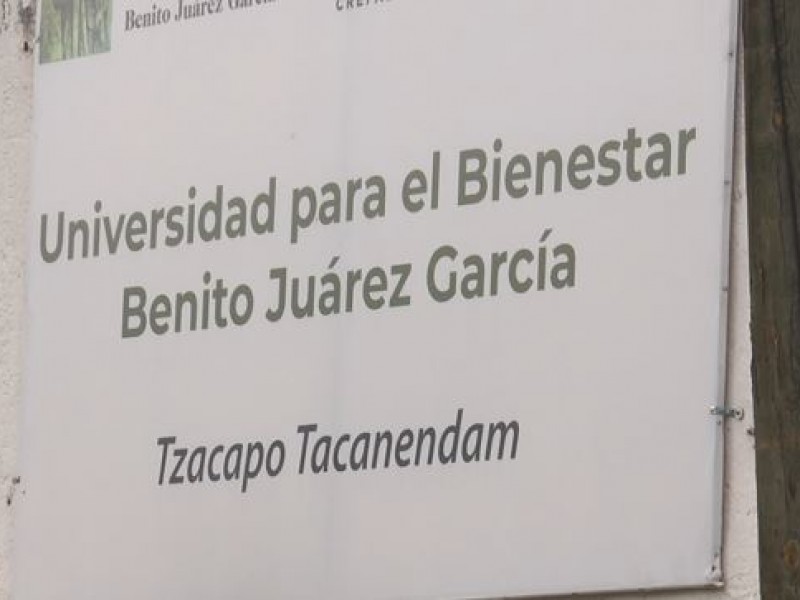 Benito Juárez García
Universidad para el Bienestar
Benito Juárez García
Tzacapo Tacanendam